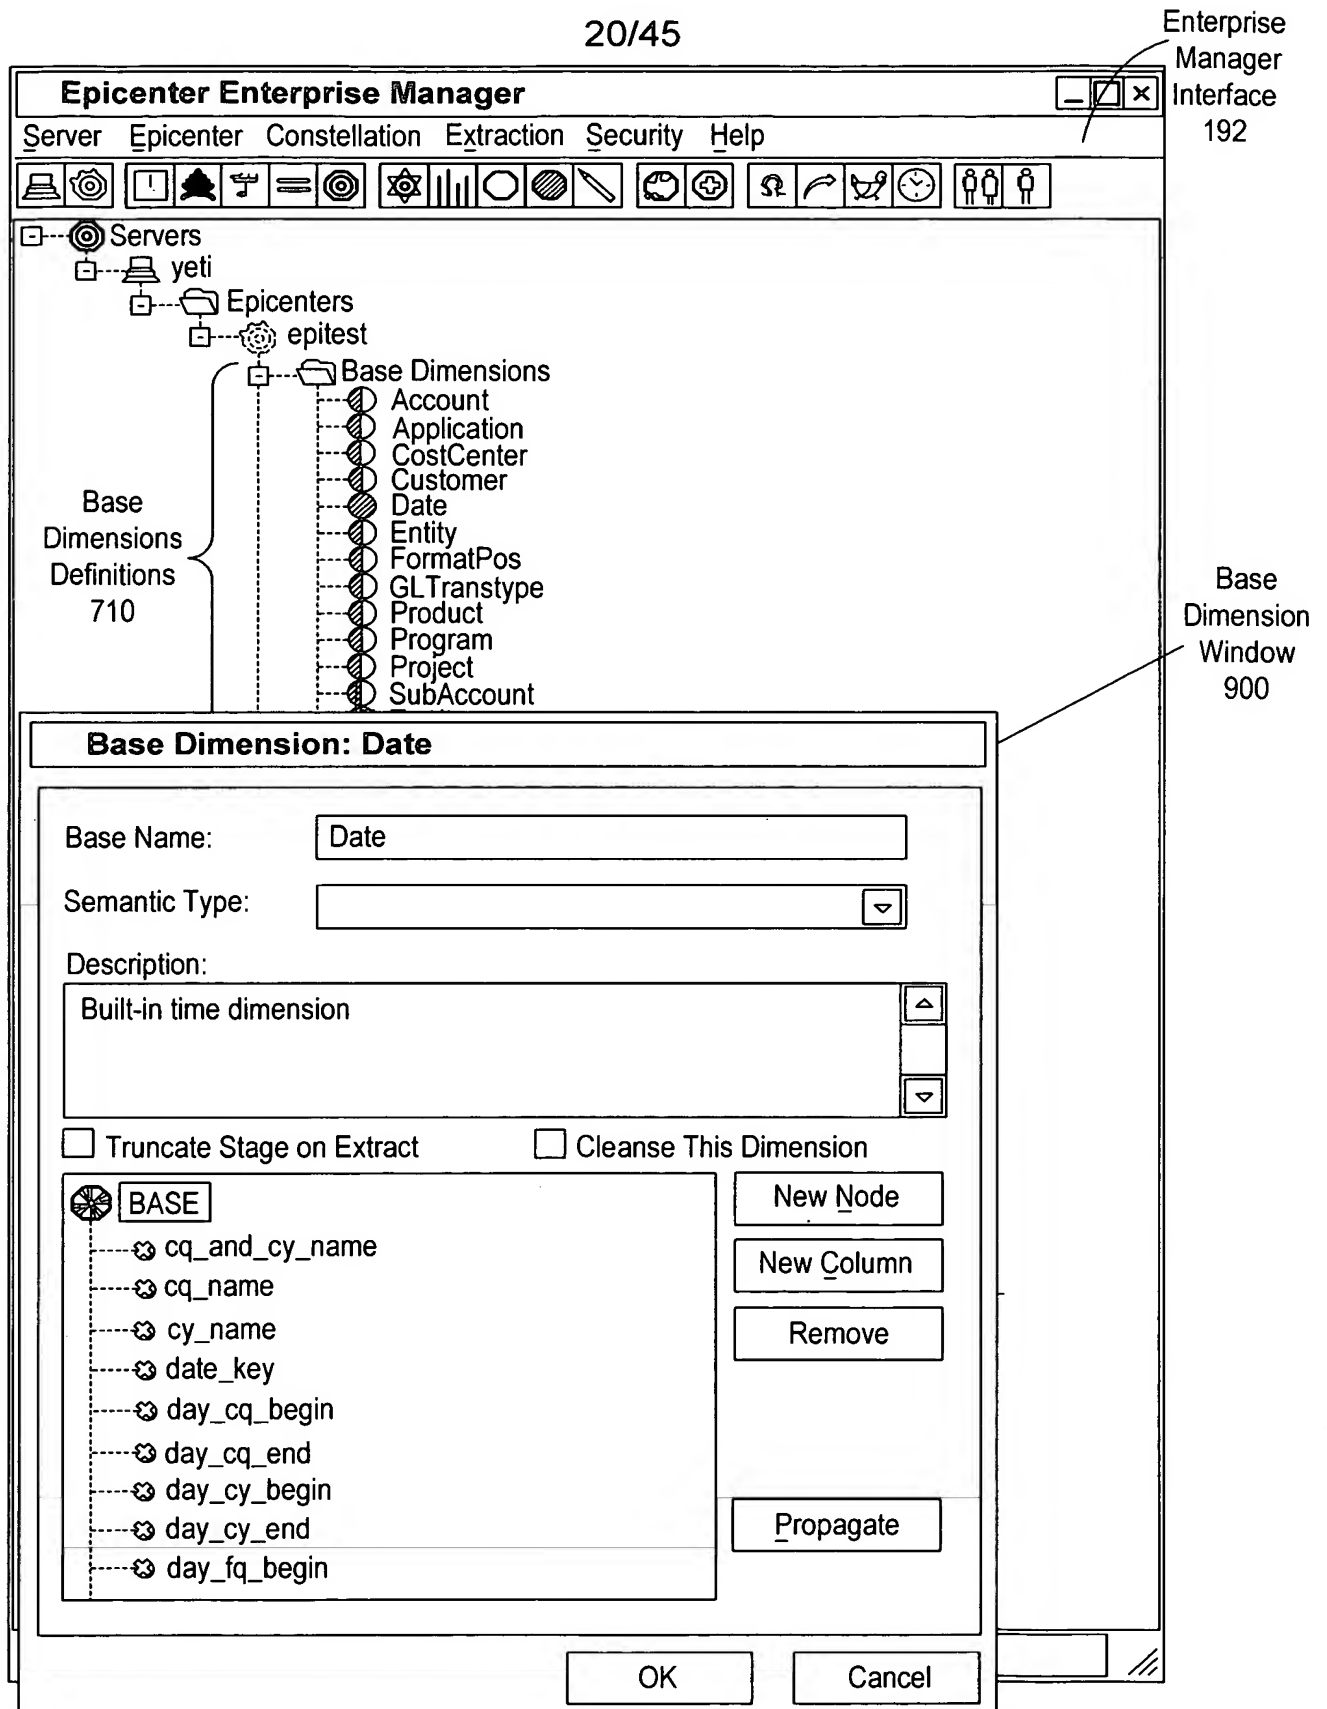 20/45
Enterprise
Manager
Interface
192
Epicenter Enterprise Manager
Server Epicenter Constellation Extraction Security Help
Servers
yeti
Epicenters
epitest
Base Dimensions
Account
Application
CostCenter
Customer
Date
Entity
FormatPos
GLTranstype
Product
Program
Project
SubAccount
Base
Dimensions
Definitions
710
Base
Dimension
Window
900
Base Dimension: Date
Base Name: Date
Semantic Type:
Description:
Built-in time dimension
Truncate Stage on Extract Cleanse This Dimension
BASE
cq_and_cy_name
cq_name
cy_name
date_key
day_cq_begin
day_cq_end
day_cy_begin
day_cy_end
day_fq_begin
New Node
New Column
Remove
Propagate
OK Cancel